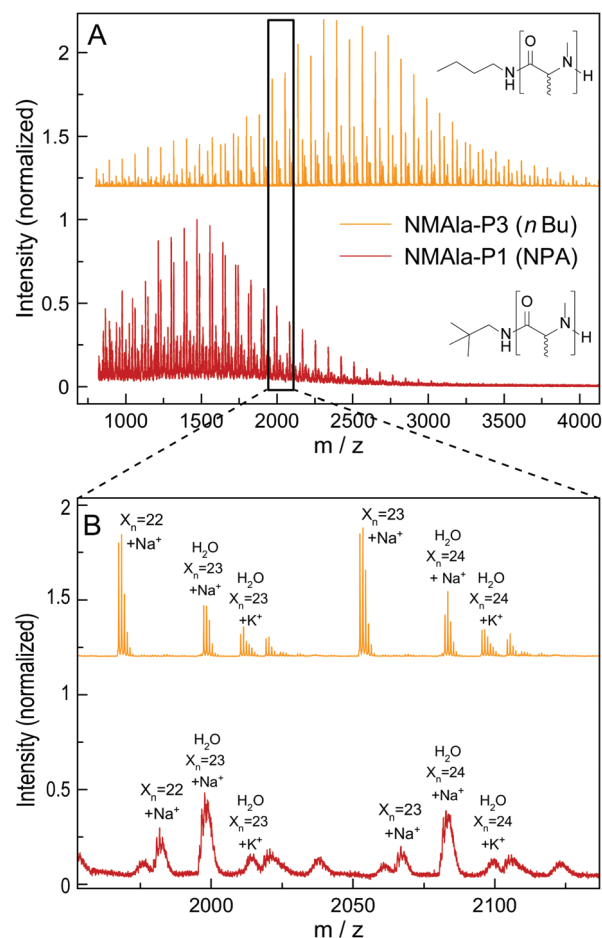 A
2
1.5
1
0.5
0
Intensity (normalized)
O
N
NH
H
NMAla-P3 (nBu)
NMAla-P1 (NPA)
O
N
NH
H
1000 1500 2000 2500 3000 3500 4000
m / z
B
2
1.5
1
0.5
0
Intensity (normalized)
Xn=22
+Na+
H2O
Xn=23
+Na+
H2O
Xn=23
+K+
Xn=23
+Na+
H2O
Xn=24
+ Na+
H2O
Xn=24
+K+
Xn=22
+Na+
H2O
Xn=23
+Na+
H2O
Xn=23
+K+
Xn=23
+Na+
H2O
Xn=24
+Na+
H2O
Xn=24
+K+
2000 2050 2100
m / z